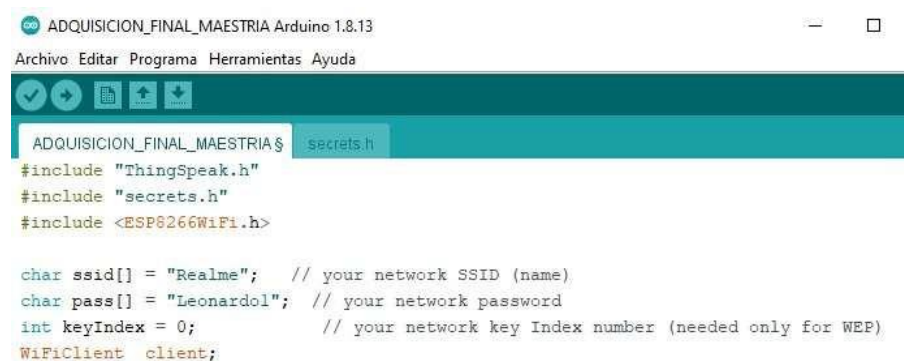 ADQUISICION_FINAL_MAESTRIA Arduino 1.8.13
Archivo Editar Programa Herramientas Ayuda
ADQUISICION_FINAL_MAESTRIA§ secrets.h
#include "ThingSpeak.h"
#include "secrets.h"
#include <ESP8266WiFi.h>
char ssid[] = "Realme"; // your network SSID (name)
char pass[] = "Leonardo1"; // your network password
int keyIndex = 0; // your network key Index number (needed only for WEP)
WiFiClient client;